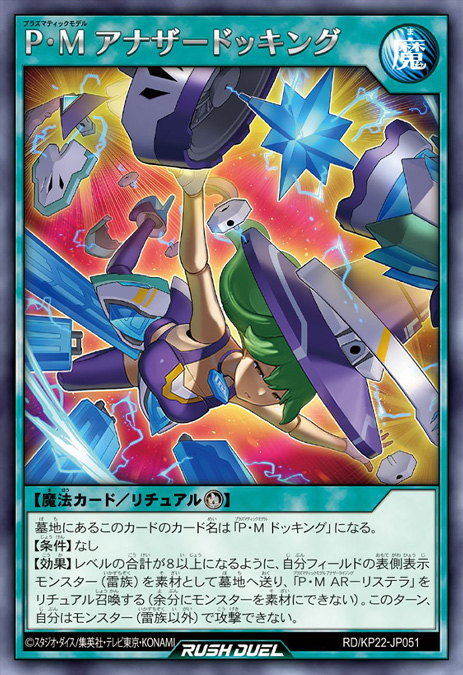 プラズマティックモデル
P・M アナザードッキング
ま
魔
【魔法カード/リチュアル】
墓地にあるこのカードのカード名は「P・M ドッキング」になる。
【条件】なし
【効果】レベルの合計が8以上になるように、自分フィールドの表側表示
モンスター(雷族)を素材として墓地へ送り、「P・M AR-リステラ」を
リチュアル召喚する(余分にモンスターを素材にできない)。このターン、
自分はモンスター(雷族以外)で攻撃できない。
©スタジオ・ダイス/集英社・テレビ東京・KONAMI
RUSH DUEL
RD/KP22-JP051